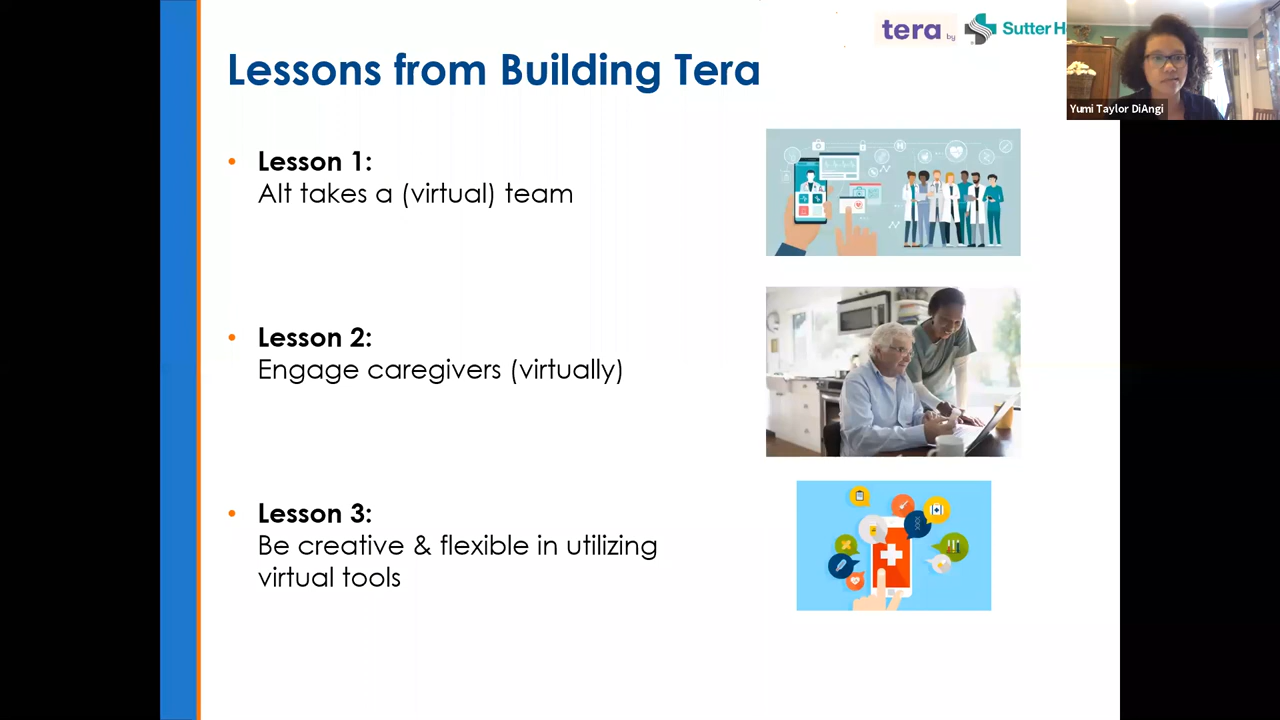 tera by Sutter H
Lessons from Building Tera
Yumi Taylor DiAngi
• Lesson 1:
Alt takes a (virtual) team
• Lesson 2:
Engage caregivers (virtually)
• Lesson 3:
Be creative & flexible in utilizing
virtual tools